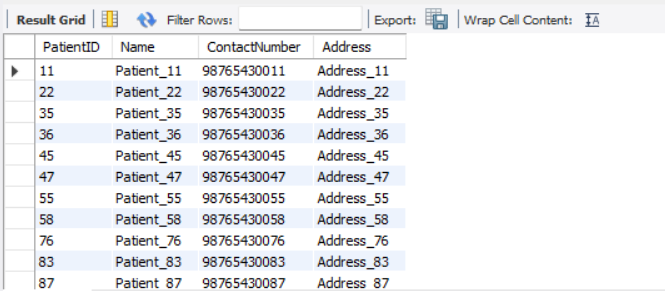 Result Grid Filter Rows: Export: Wrap Cell Content: IA
PatientID Name ContactNumber Address
11 Patient_11 98765430011 Address_11
22 Patient_22 98765430022 Address_22
35 Patient_35 98765430035 Address_35
36 Patient_36 98765430036 Address_36
45 Patient_45 98765430045 Address_45
47 Patient_47 98765430047 Address_47
55 Patient_55 98765430055 Address_55
58 Patient_58 98765430058 Address_58
76 Patient_76 98765430076 Address_76
83 Patient_83 98765430083 Address_83
87 Patient_87 98765430087 Address_87